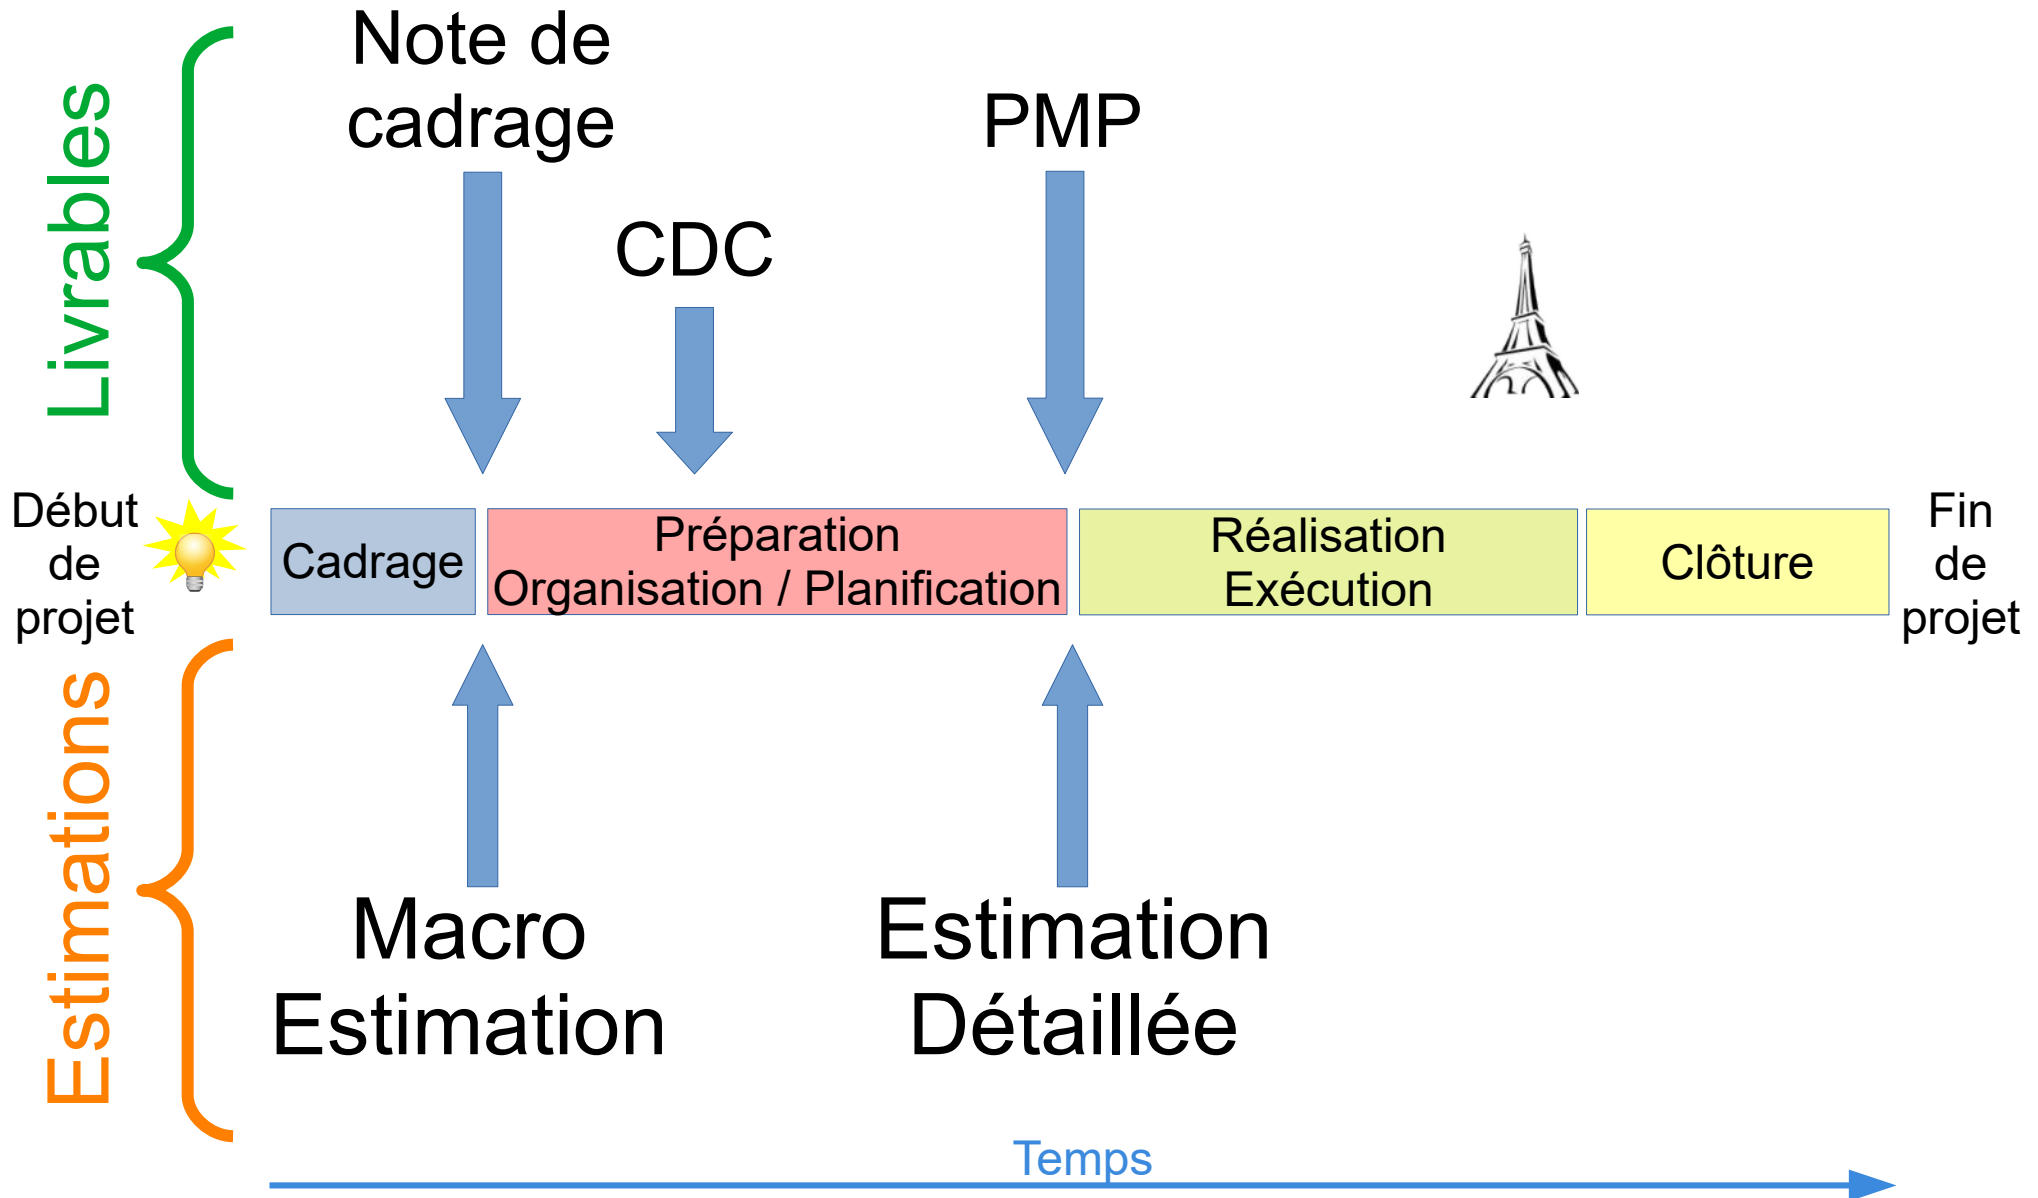 Livrables
Note de
cadrage
PMP
CDC
Début
de
projet
Cadrage
Préparation
Organisation / Planification
Réalisation
Exécution
Clôture
Fin
de
projet
Estimations
Macro
Estimation
Estimation
Détaillée
Temps